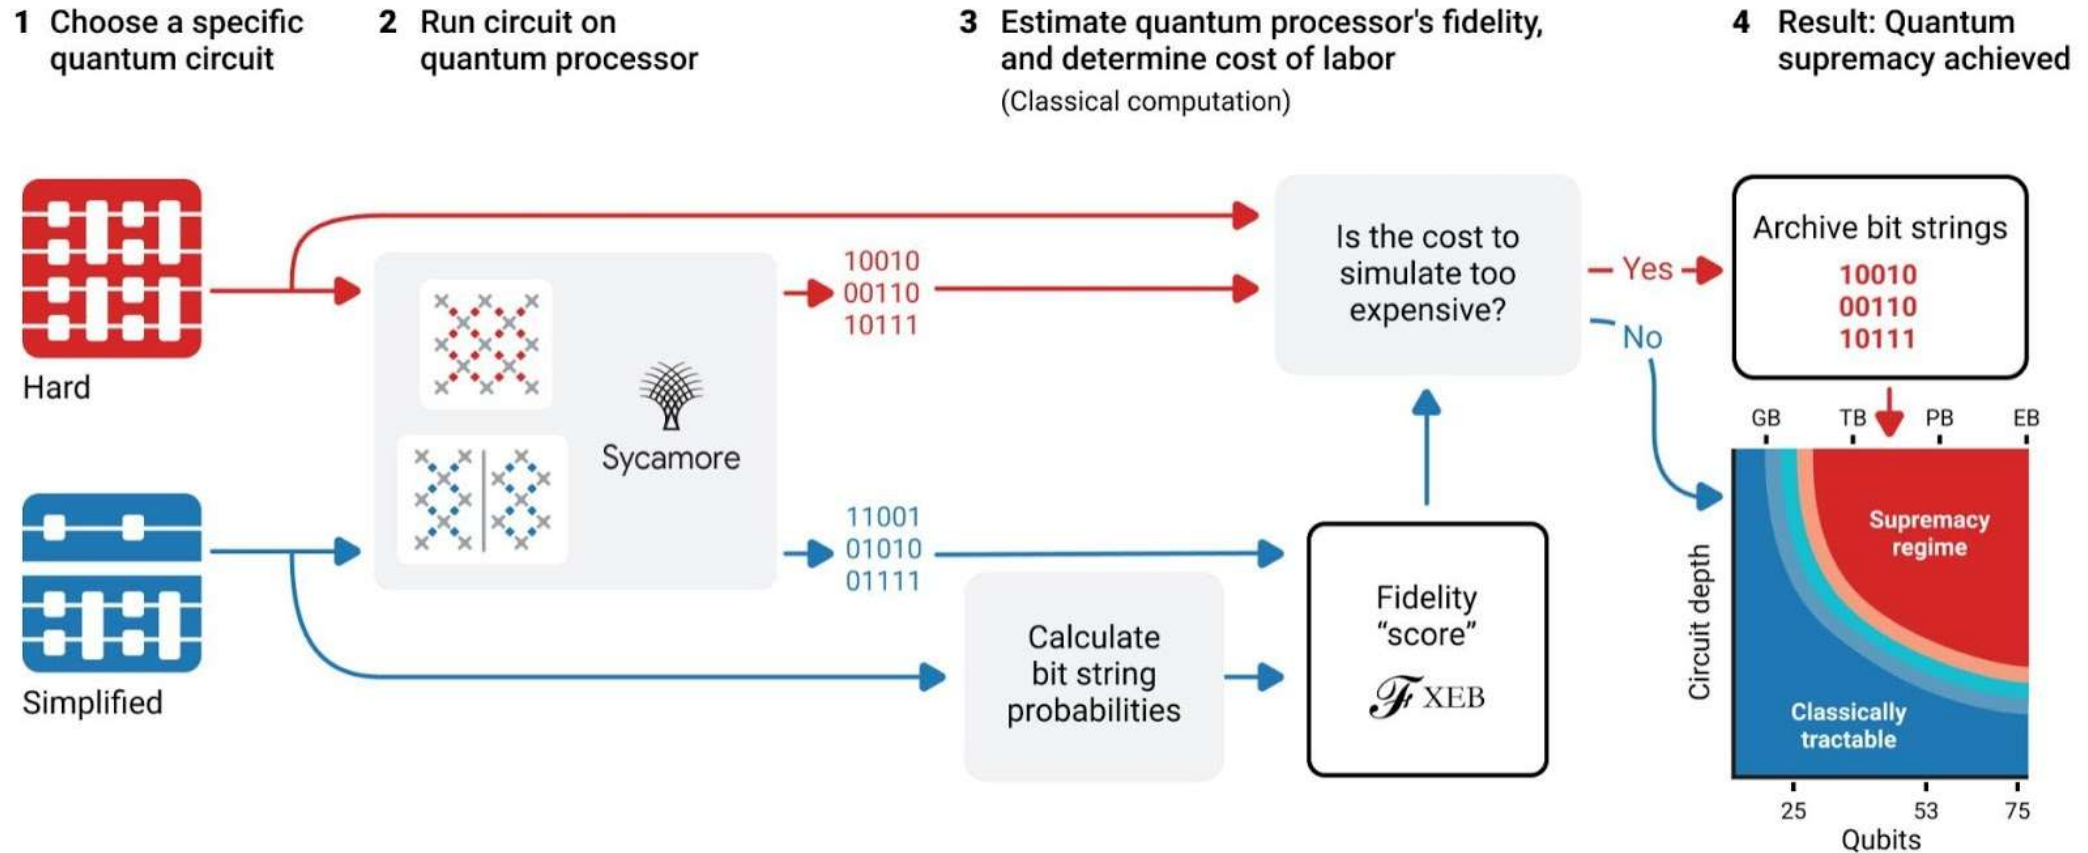 1 Choose a specific
quantum circuit
2 Run circuit on
quantum processor
3 Estimate quantum processor's fidelity,
and determine cost of labor
(Classical computation)
4 Result: Quantum
supremacy achieved
Hard
Simplified
Sycamore
10010
00110
10111
11001
01010
01111
Calculate
bit string
probabilities
Is the cost to
simulate too
expensive?
Fidelity
“score”
ℱ XEB
Yes
No
Archive bit strings
10010
00110
10111
GB TB PB EB
Supremacy
regime
Classically
tractable
Circuit depth
25 53 75
Qubits